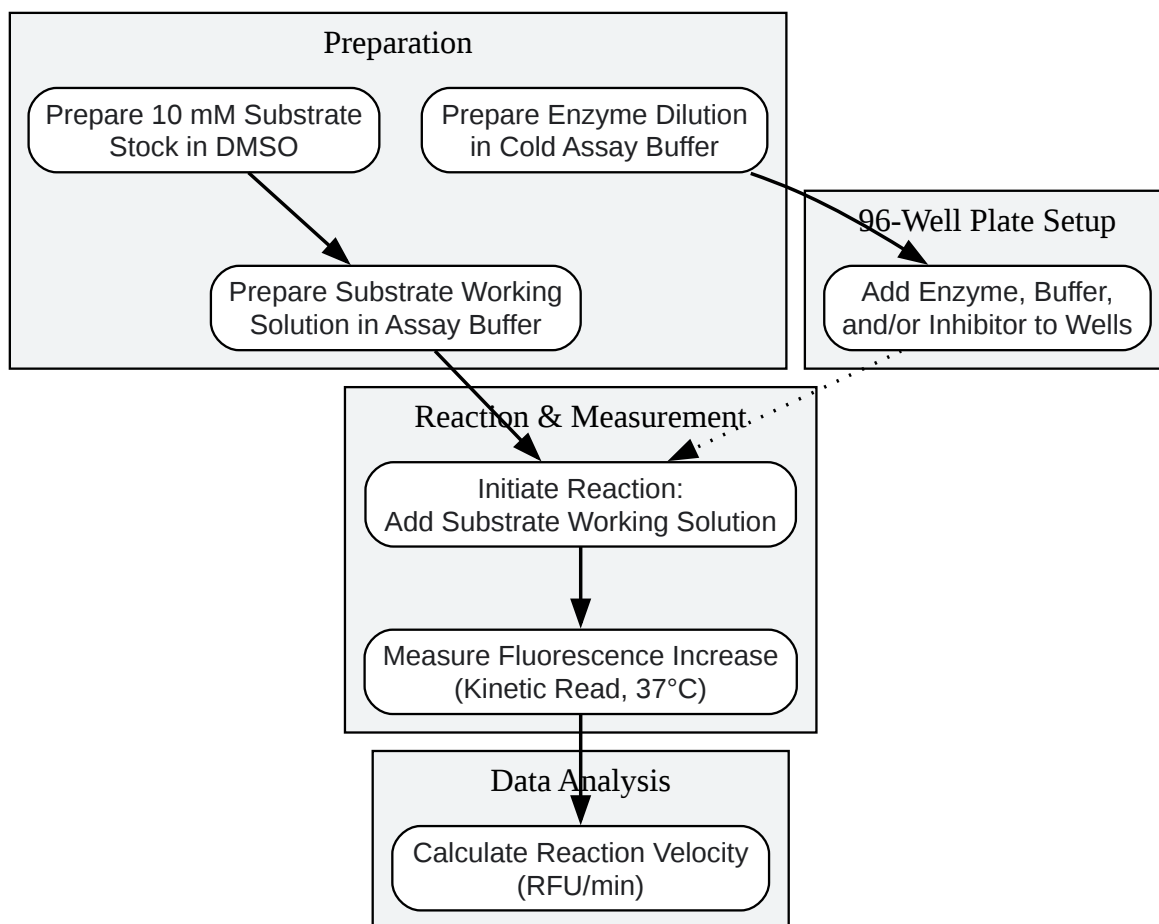 Preparation
Prepare 10 mM Substrate
Stock in DMSO
Prepare Enzyme Dilution
in Cold Assay Buffer
96-Well Plate Setup
Prepare Substrate Working
Solution in Assay Buffer
Add Enzyme, Buffer,
and/or Inhibitor to Wells
Reaction & Measurement
Initiate Reaction:
Add Substrate Working Solution
Measure Fluorescence Increase
(Kinetic Read, 37°C)
Data Analysis
Calculate Reaction Velocity
(RFU/min)